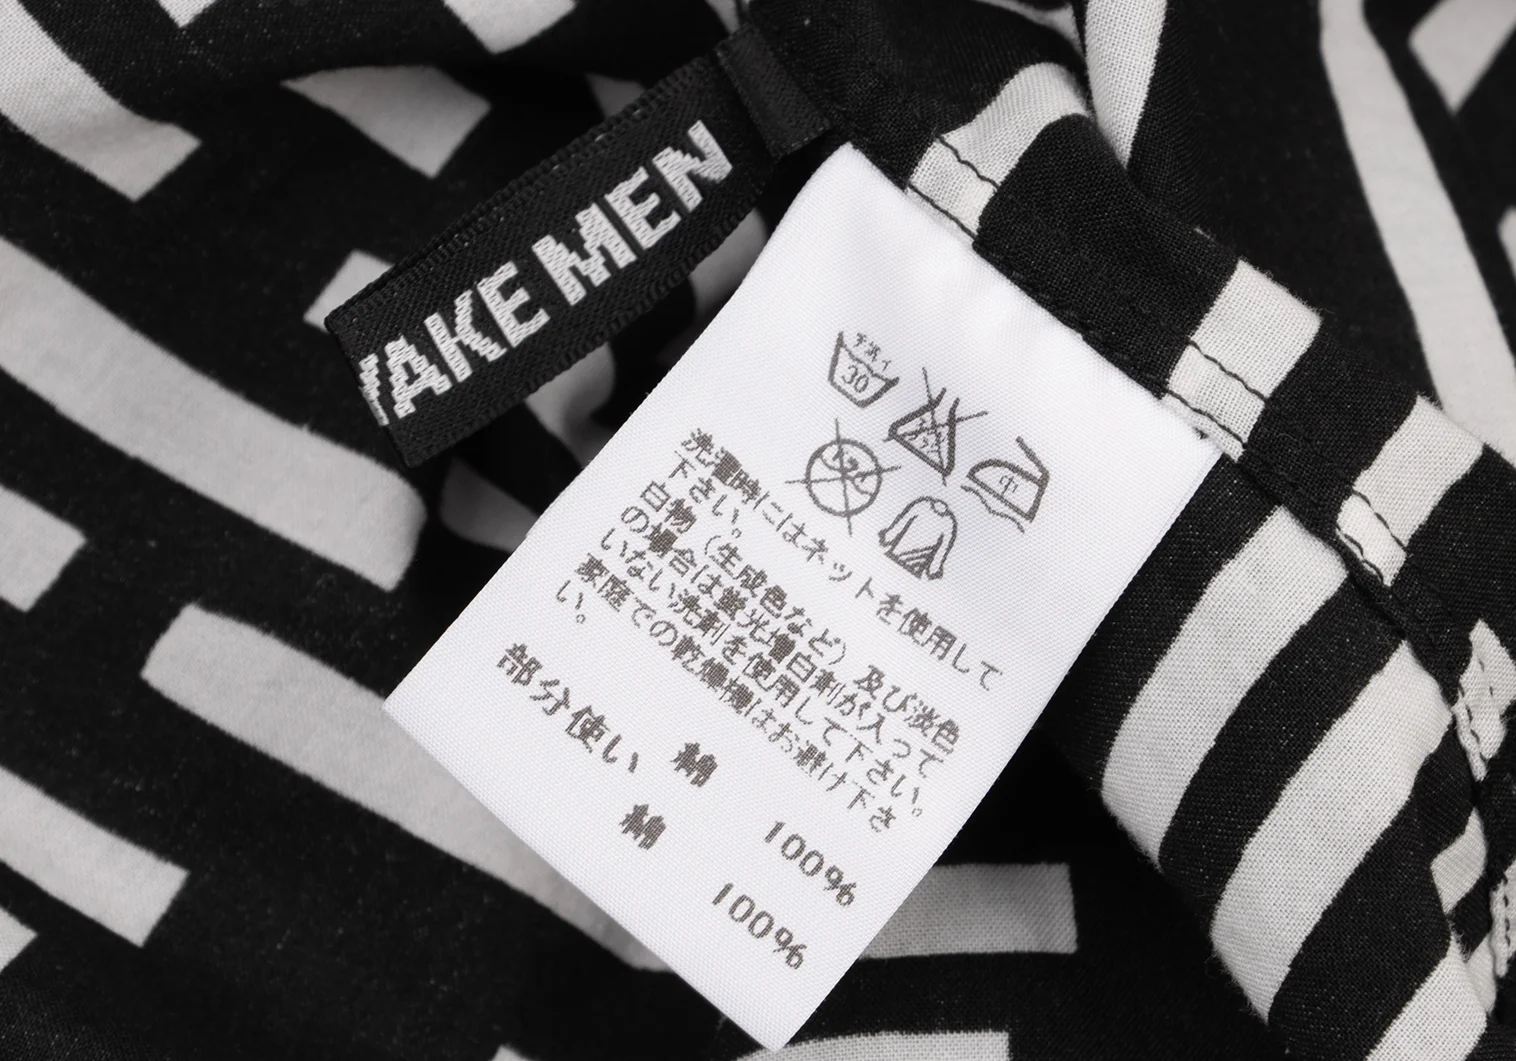 YAKE MEN
手洗イ
30
中
洗濯時にはネットを使用して
下さい。
白物（生成色など）及び淡色
の場合は蛍光増白剤が入って
いない洗剤を使用して下さい。
家庭での乾燥機はお避け下さ
い。
綿 100%
部分使い
綿 100%